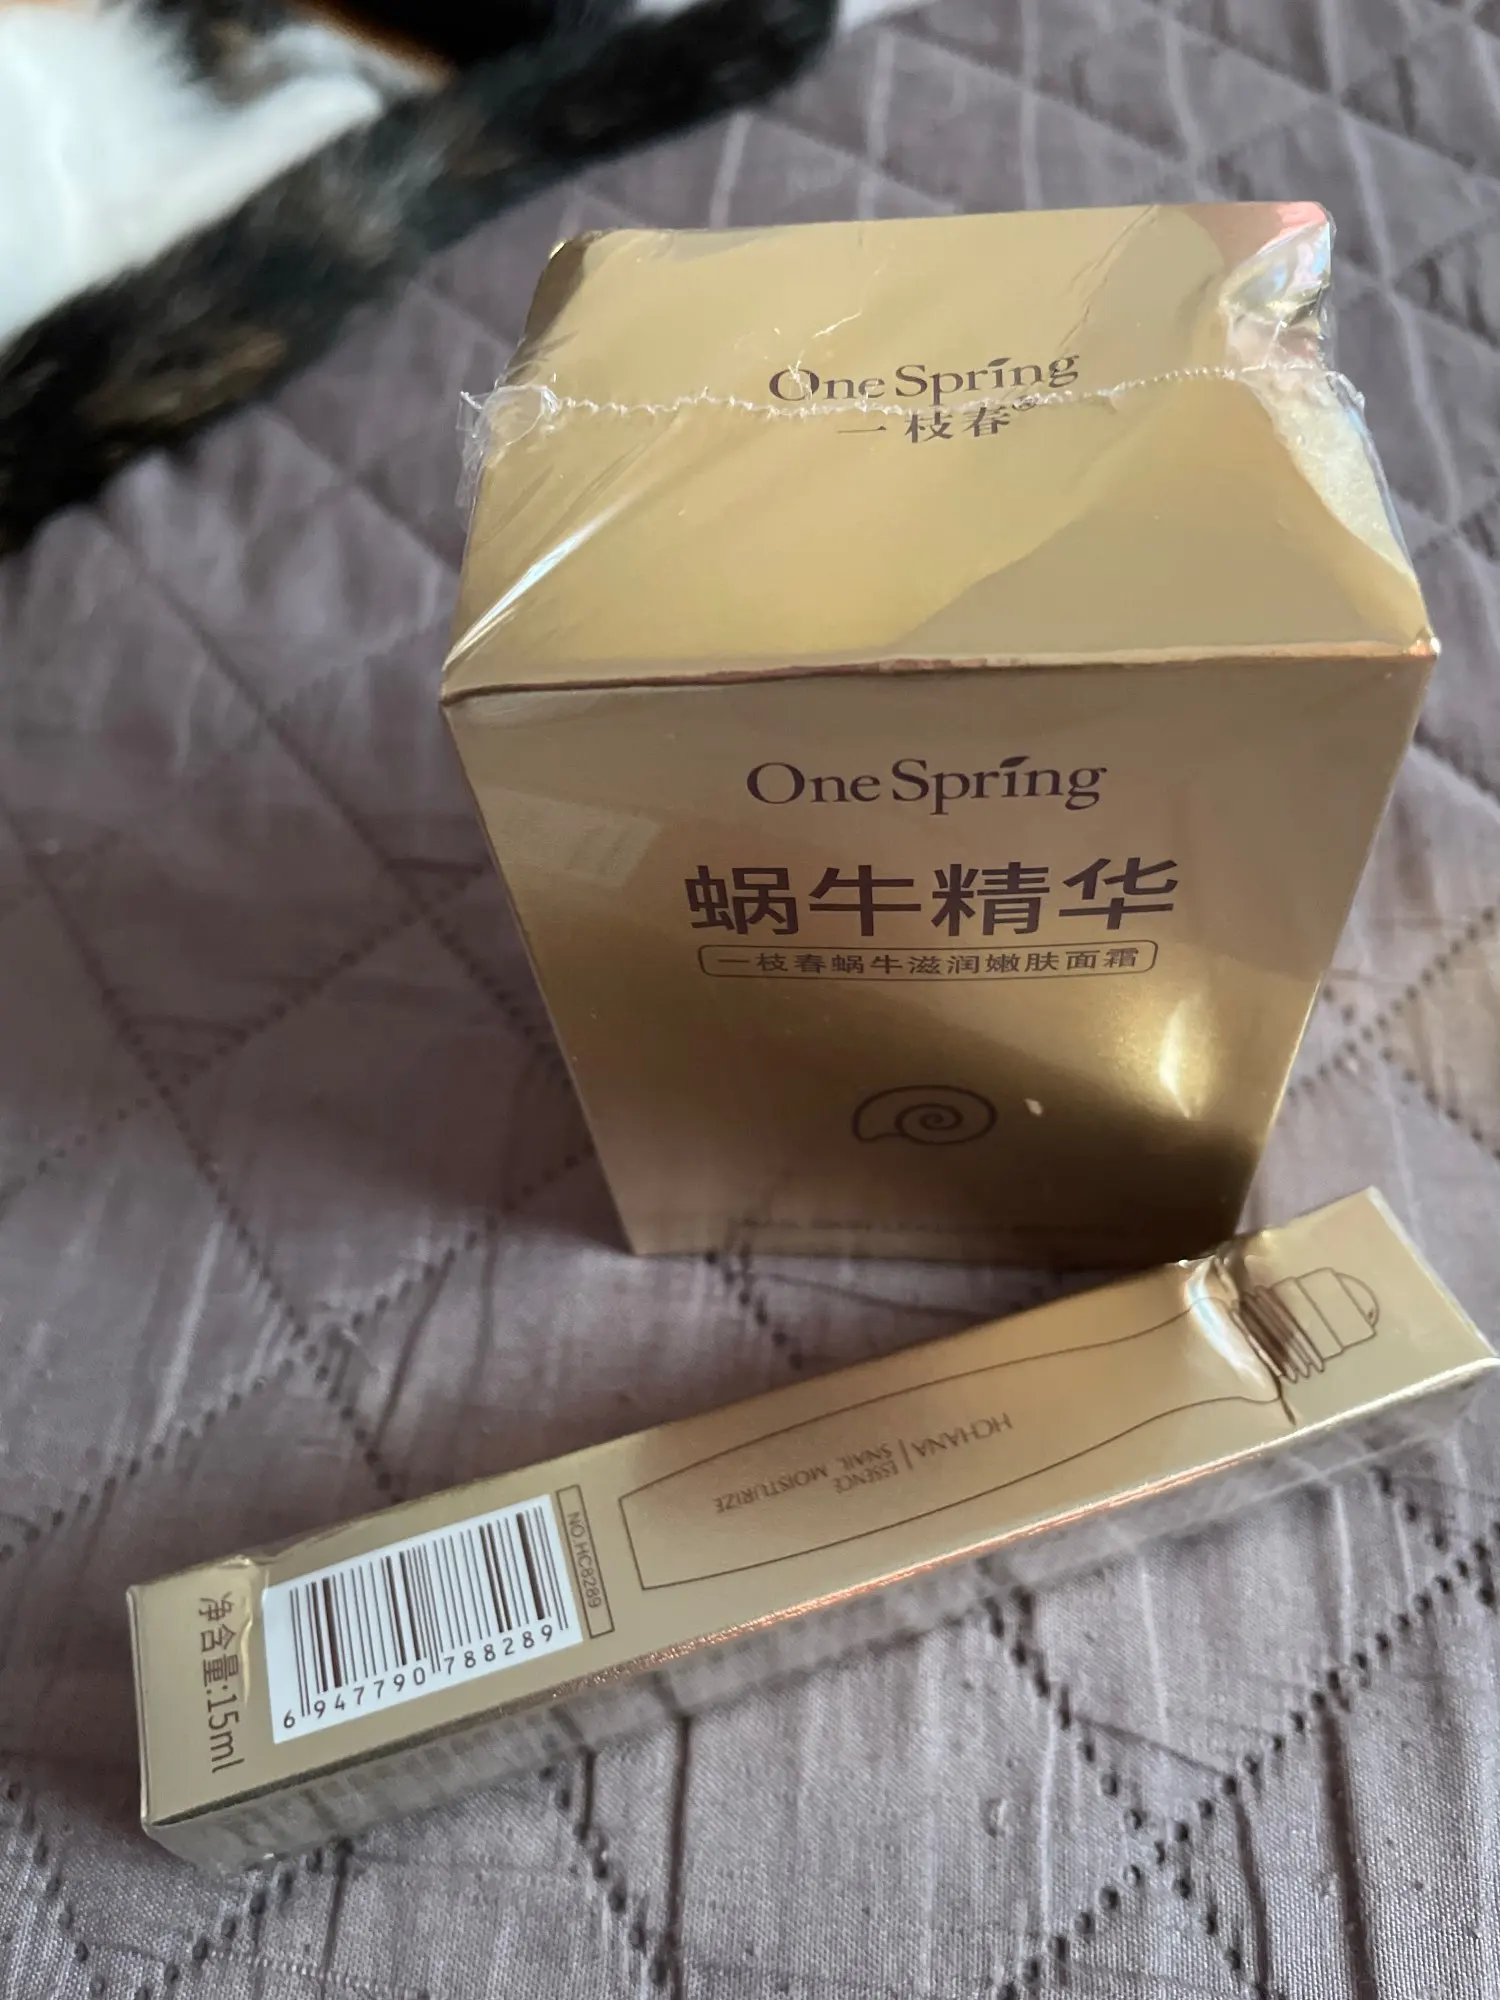 One Spring
一枝春®
One Spring
蜗牛精华
一枝春蜗牛滋润嫩肤面霜
HCHANA
ESSENCE
SNAIL MOISTURIZE
NO.HC8289
6 947790 788289
净含量:15ml